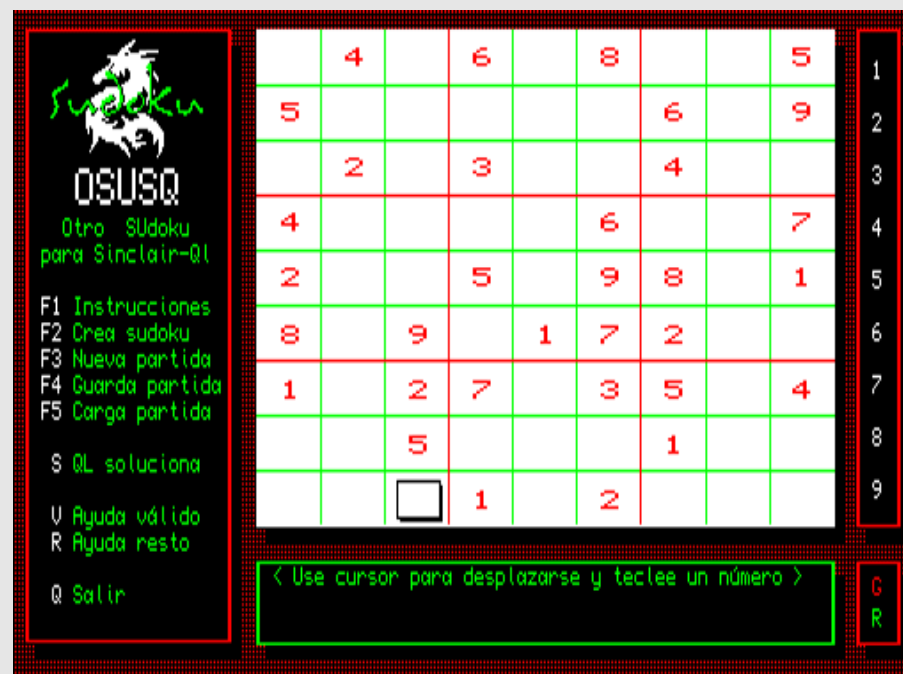 Sudoku
OSUSQ
Otro SUdoku
para Sinclair-Ql
F1 Instrucciones
F2 Crea sudoku
F3 Nueva partida
F4 Guarda partida
F5 Carga partida
S QL soluciona
V Ayuda válido
R Ayuda resto
Q Salir
4 6 8 5
5 6 9
2 3 4
4 6 7
2 5 9 8 1
8 9 1 7 2
1 2 7 3 5 4
5 1
1 2
1
2
3
4
5
6
7
8
9
< Use cursor para desplazarse y teclee un número >
G
R